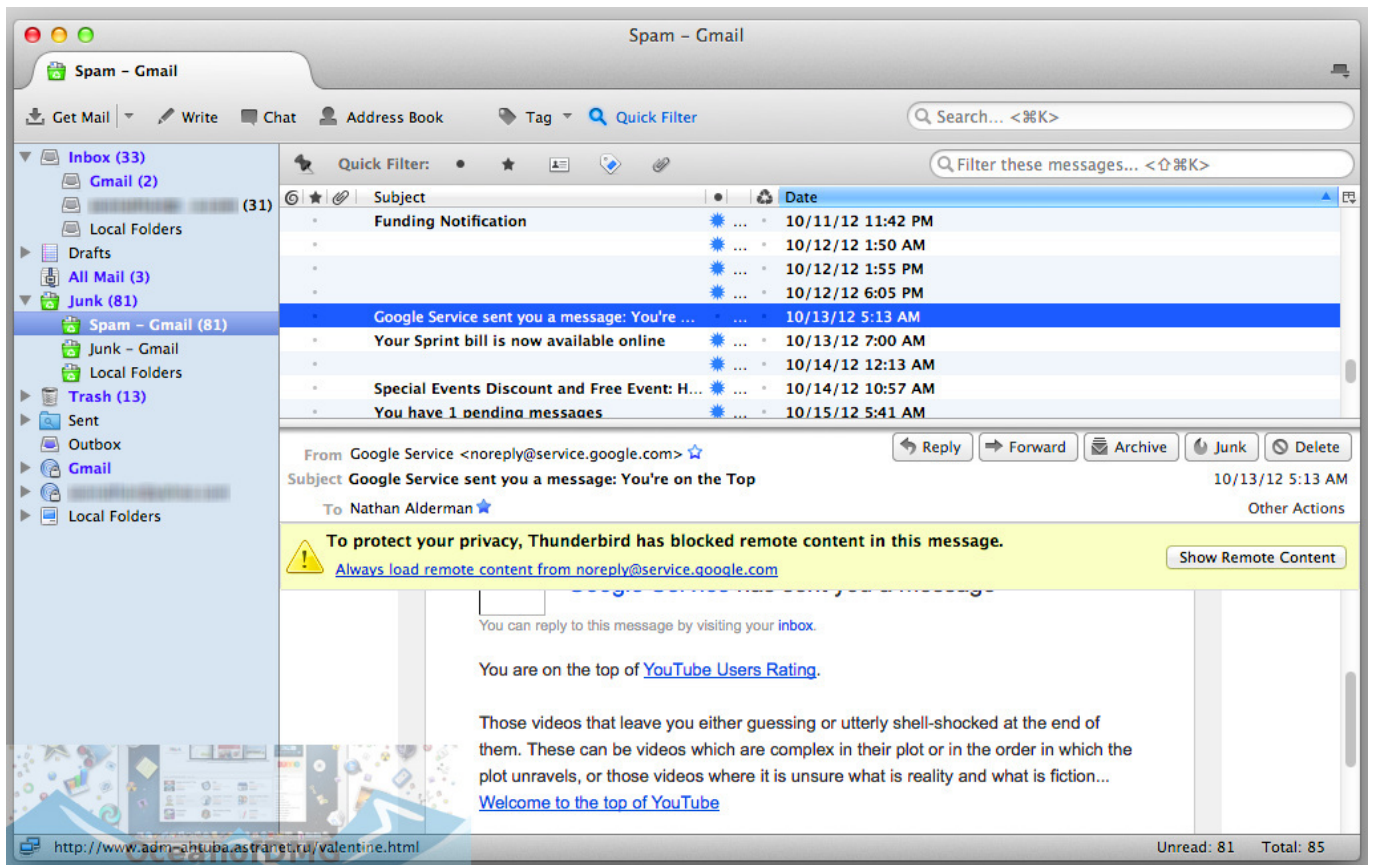 Spam – Gmail
Spam – Gmail
Get Mail Write Chat Address Book Tag Quick Filter Search... <⌘K>
Inbox (33)
Gmail (2)
(31)
Local Folders
Drafts
All Mail (3)
Junk (81)
Spam – Gmail (81)
Junk – Gmail
Local Folders
Trash (13)
Sent
Outbox
Gmail
Local Folders
Quick Filter: Filter these messages... <⇧⌘K>
Subject Date
Funding Notification ... 10/11/12 11:42 PM
... 10/12/12 1:50 AM
... 10/12/12 1:55 PM
... 10/12/12 6:05 PM
Google Service sent you a message: You're ... ... 10/13/12 5:13 AM
Your Sprint bill is now available online ... 10/13/12 7:00 AM
... 10/14/12 12:13 AM
Special Events Discount and Free Event: H... ... 10/14/12 10:57 AM
You have 1 pending messages ... 10/15/12 5:41 AM
Reply Forward Archive Junk Delete
From Google Service <noreply@service.google.com>
Subject Google Service sent you a message: You're on the Top 10/13/12 5:13 AM
To Nathan Alderman Other Actions
To protect your privacy, Thunderbird has blocked remote content in this message.
Always load remote content from noreply@service.google.com
Show Remote Content
Google Service has sent you a message
You can reply to this message by visiting your inbox.
You are on the top of YouTube Users Rating.
Those videos that leave you either guessing or utterly shell-shocked at the end of
them. These can be videos which are complex in their plot or in the order in which the
plot unravels, or those videos where it is unsure what is reality and what is fiction...
Welcome to the top of YouTube
OceanofDMG
http://www.adm-ahtuba.astranet.ru/valentine.html Unread: 81 Total: 85